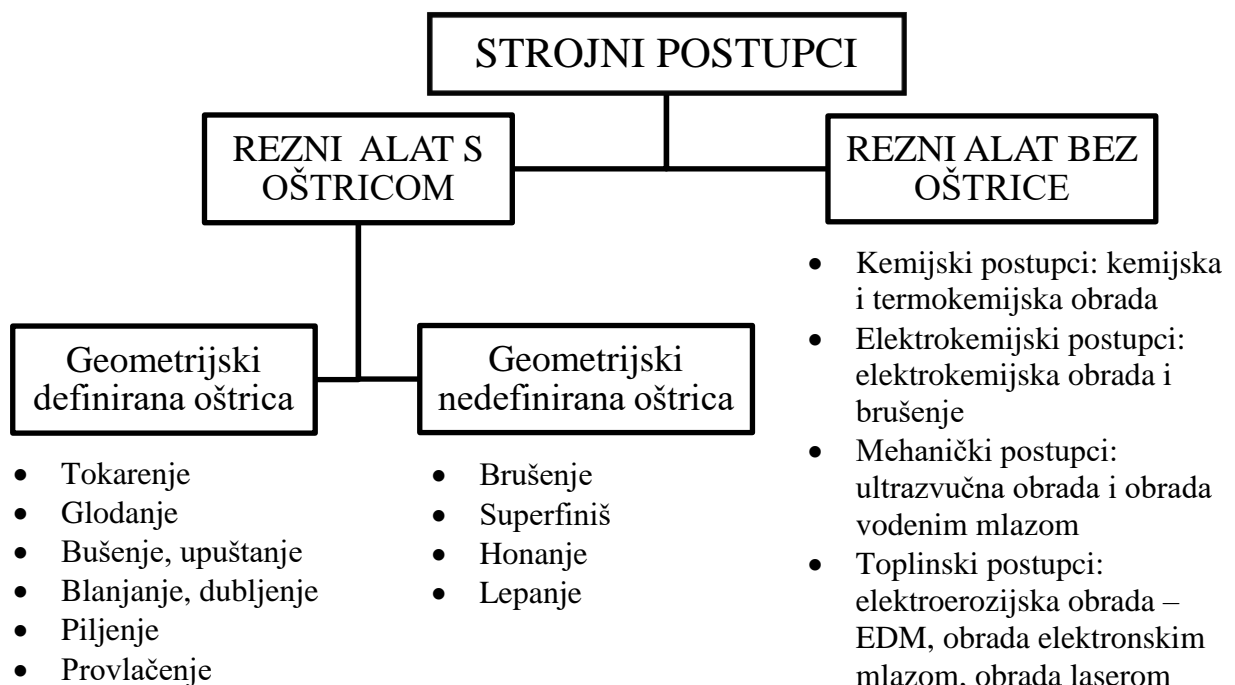 STROJNI POSTUPCI
REZNI ALAT S
OŠTRICOM
REZNI ALAT BEZ
OŠTRICE
Geometrijski
definirana oštrica
Geometrijski
nedefinirana oštrica
• Tokarenje
• Glodanje
• Bušenje, upuštanje
• Blanjanje, dubljenje
• Piljenje
• Provlačenje
• Brušenje
• Superfiniš
• Honanje
• Lepanje
• Kemijski postupci: kemijska
i termokemijska obrada
• Elektrokemijski postupci:
elektrokemijska obrada i
brušenje
• Mehanički postupci:
ultrazvučna obrada i obrada
vodenim mlazom
• Toplinski postupci:
elektroerozijska obrada –
EDM, obrada elektronskim
mlazom, obrada laserom